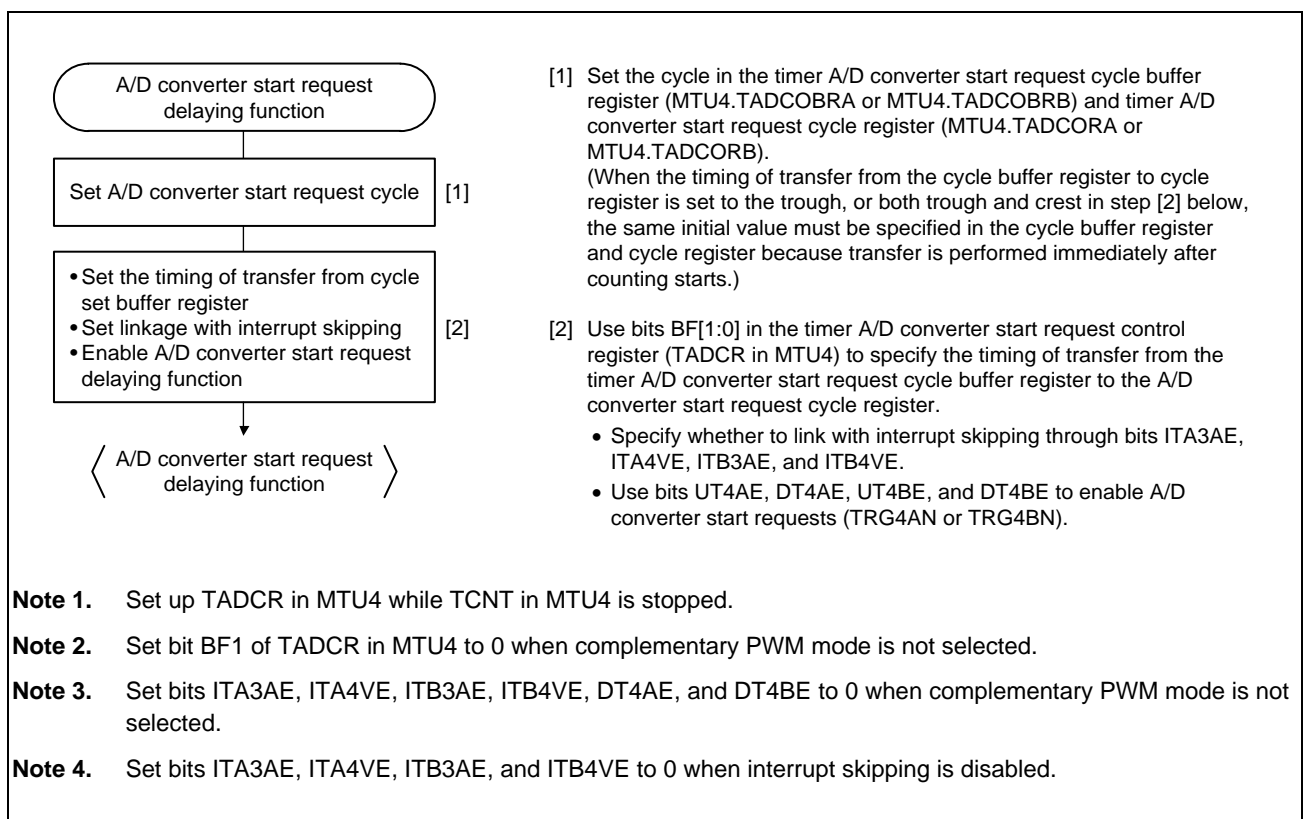 A/D converter start request
delaying function
Set A/D converter start request cycle
[1]
• Set the timing of transfer from cycle
set buffer register
• Set linkage with interrupt skipping
• Enable A/D converter start request
delaying function
[2]
A/D converter start request
delaying function
[1] Set the cycle in the timer A/D converter start request cycle buffer
register (MTU4.TADCOBRA or MTU4.TADCOBRB) and timer A/D
converter start request cycle register (MTU4.TADCORA or
MTU4.TADCORB).
(When the timing of transfer from the cycle buffer register to cycle
register is set to the trough, or both trough and crest in step [2] below,
the same initial value must be specified in the cycle buffer register
and cycle register because transfer is performed immediately after
counting starts.)
[2] Use bits BF[1:0] in the timer A/D converter start request control
register (TADCR in MTU4) to specify the timing of transfer from the
timer A/D converter start request cycle buffer register to the A/D
converter start request cycle register.
• Specify whether to link with interrupt skipping through bits ITA3AE,
ITA4VE, ITB3AE, and ITB4VE.
• Use bits UT4AE, DT4AE, UT4BE, and DT4BE to enable A/D
converter start requests (TRG4AN or TRG4BN).
Note 1. Set up TADCR in MTU4 while TCNT in MTU4 is stopped.
Note 2. Set bit BF1 of TADCR in MTU4 to 0 when complementary PWM mode is not selected.
Note 3. Set bits ITA3AE, ITA4VE, ITB3AE, ITB4VE, DT4AE, and DT4BE to 0 when complementary PWM mode is not
selected.
Note 4. Set bits ITA3AE, ITA4VE, ITB3AE, and ITB4VE to 0 when interrupt skipping is disabled.